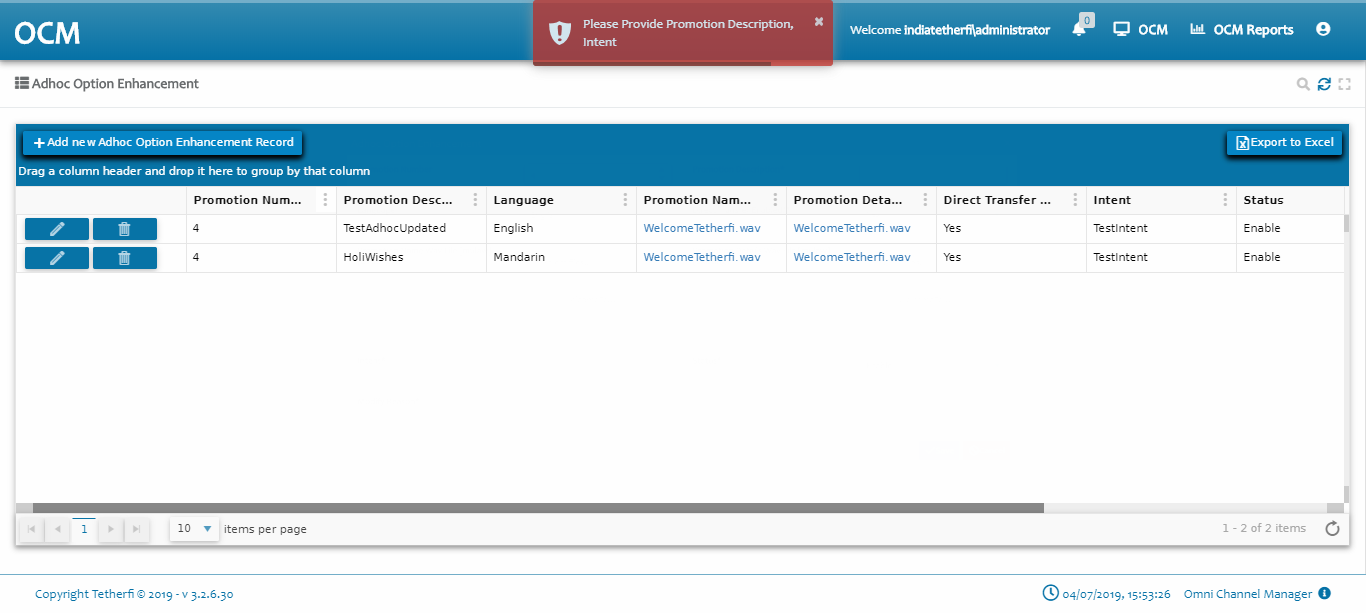 OCM
Please Provide Promotion Description,
Intent
Welcome indiatetherfi\administrator
0
OCM
OCM Reports
Adhoc Option Enhancement
Add new Adhoc Option Enhancement Record
Export to Excel
Drag a column header and drop it here to group by that column
Promotion Num... Promotion Desc... Language Promotion Nam... Promotion Deta... Direct Transfer ... Intent Status
4 TestAdhocUpdated English WelcomeTetherfi.wav WelcomeTetherfi.wav Yes TestIntent Enable
4 HoliWishes Mandarin WelcomeTetherfi.wav WelcomeTetherfi.wav Yes TestIntent Enable
1 10 items per page 1 - 2 of 2 items
Copyright Tetherfi © 2019 - v 3.2.6.30 04/07/2019, 15:53:26 Omni Channel Manager